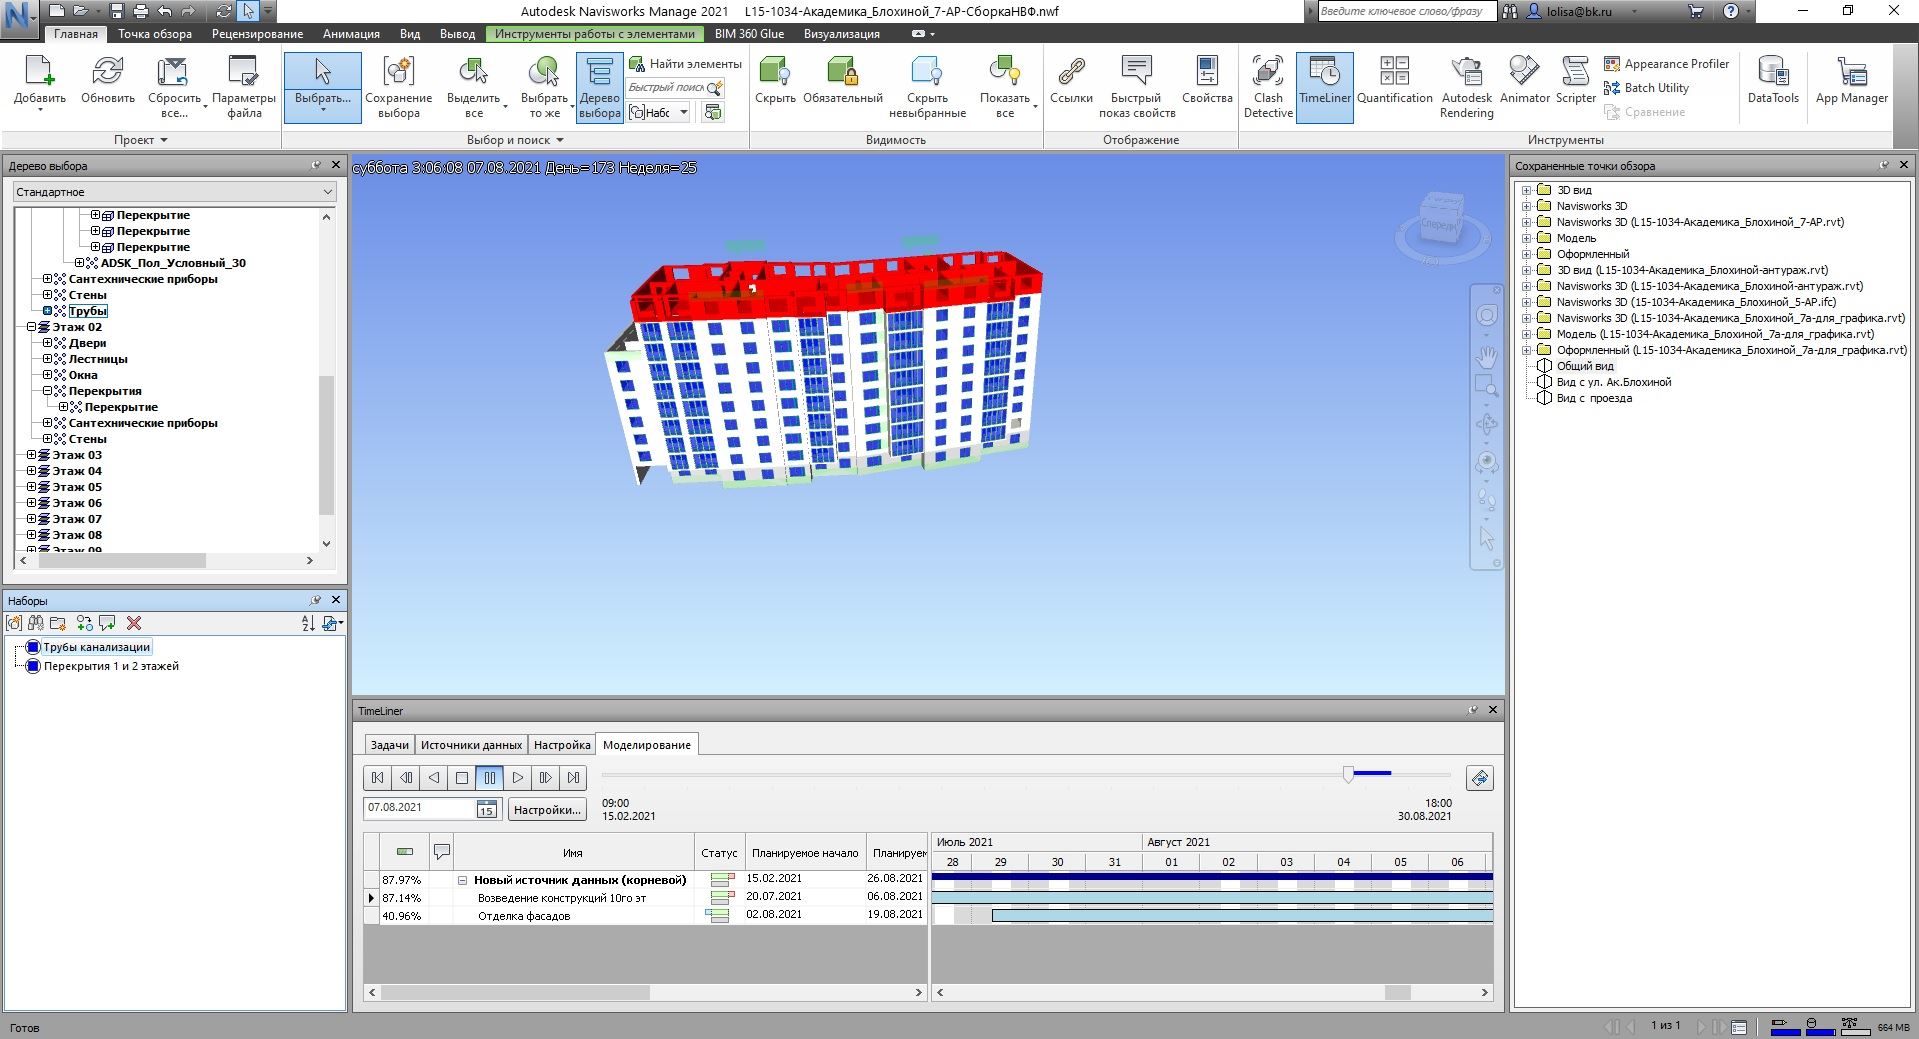 Autodesk Navisworks Manage 2021 L15-1034-Академика_Блохиной_7-АР-СборкаНВФ.nwf
Введите ключевое слово/фразу
lolisa@bk.ru
Главная Точка обзора Рецензирование Анимация Вид Вывод Инструменты работы с элементами BIM 360 Glue Визуализация
Добавить
Обновить
Сбросить все...
Параметры файла
Выбрать...
Сохранение выбора
Выделить все
Выбрать то же
Дерево выбора
Найти элементы
Быстрый поиск
Набс
Скрыть
Обязательный
Скрыть невыбранные
Показать все
Ссылки
Быстрый показ свойств
Свойства
Clash Detective
TimeLiner
Quantification
Autodesk Rendering
Animator
Scripter
Appearance Profiler
Batch Utility
Сравнение
DataTools
App Manager
Проект
Выбор и поиск
Видимость
Отображение
Инструменты
Дерево выбора
Стандартное
Перекрытие
Перекрытие
Перекрытие
ADSK_Пол_Условный_30
Сантехнические приборы
Стены
Трубы
Этаж 02
Двери
Лестницы
Окна
Перекрытия
Перекрытие
Сантехнические приборы
Стены
Этаж 03
Этаж 04
Этаж 05
Этаж 06
Этаж 07
Этаж 08
Этаж 09
Наборы
Трубы канализации
Перекрытия 1 и 2 этажей
суббота 3:06:08 07.08.2021 День=173 Неделя=25
Спереди
Сохраненные точки обзора
3D вид
Navisworks 3D
Navisworks 3D (L15-1034-Академика_Блохиной_7-АР.rvt)
Модель
Оформленный
3D вид (L15-1034-Академика_Блохиной-антураж.rvt)
Navisworks 3D (L15-1034-Академика_Блохиной-антураж.rvt)
Navisworks 3D (15-1034-Академика_Блохиной_5-АР.ifc)
Navisworks 3D (L15-1034-Академика_Блохиной_7а-для_графика.rvt)
Модель (L15-1034-Академика_Блохиной_7а-для_графика.rvt)
Оформленный (L15-1034-Академика_Блохиной_7а-для_графика.rvt)
Общий вид
Вид с ул. Ак.Блохиной
Вид с проезда
TimeLiner
Задачи Источники данных Настройка Моделирование
07.08.2021
15
Настройки...
09:00
15.02.2021
18:00
30.08.2021
Имя Статус Планируемое начало Планируем
87.97% Новый источник данных (корневой) 15.02.2021 26.08.2021
87.14% Возведение конструкций 10го эт 20.07.2021 06.08.2021
40.96% Отделка фасадов 02.08.2021 19.08.2021
Июль 2021 Август 2021
28 29 30 31 01 02 03 04 05 06
Готов
1 из 1
664 MB